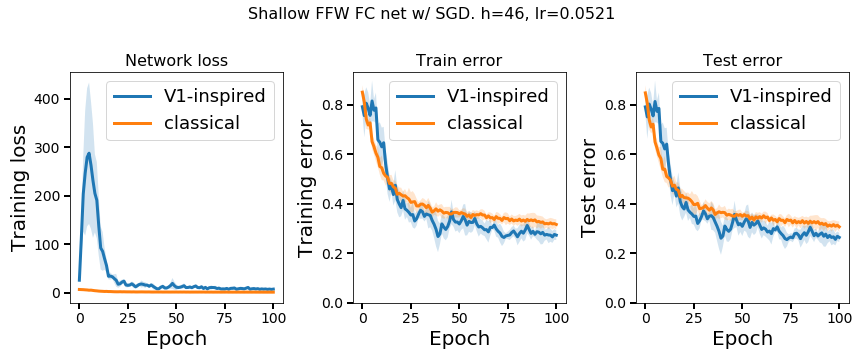 Shallow FFW FC net w/ SGD. h=46, lr=0.0521
Network loss
Training loss
400
300
200
100
0
V1-inspired
classical
0 25 50 75 100
Epoch
Train error
Training error
0.8
0.6
0.4
0.2
0.0
V1-inspired
classical
0 25 50 75 100
Epoch
Test error
Test error
0.8
0.6
0.4
0.2
0.0
V1-inspired
classical
0 25 50 75 100
Epoch